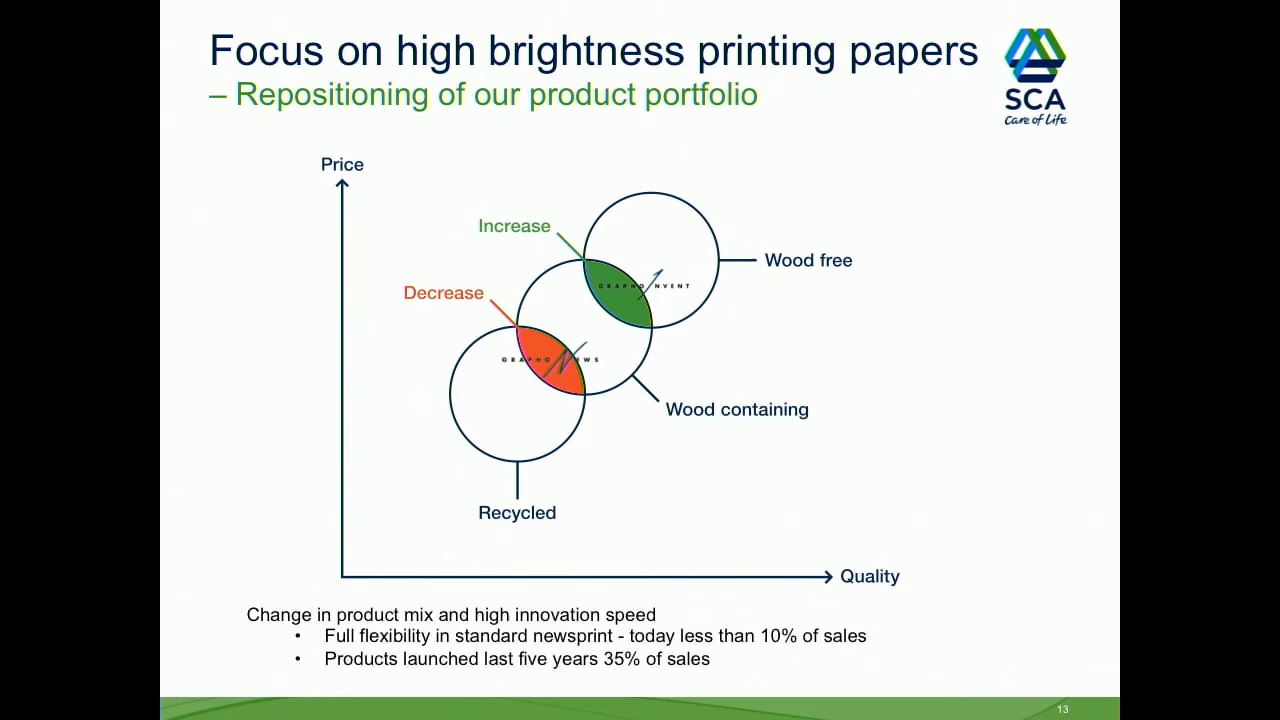 Focus on high brightness printing papers
– Repositioning of our product portfolio
SCA
Care of Life
Price
Increase
Wood free
GRAPHOINVENT
Decrease
GRAPHONEWS
Wood containing
Recycled
Quality
Change in product mix and high innovation speed
• Full flexibility in standard newsprint - today less than 10% of sales
• Products launched last five years 35% of sales
13